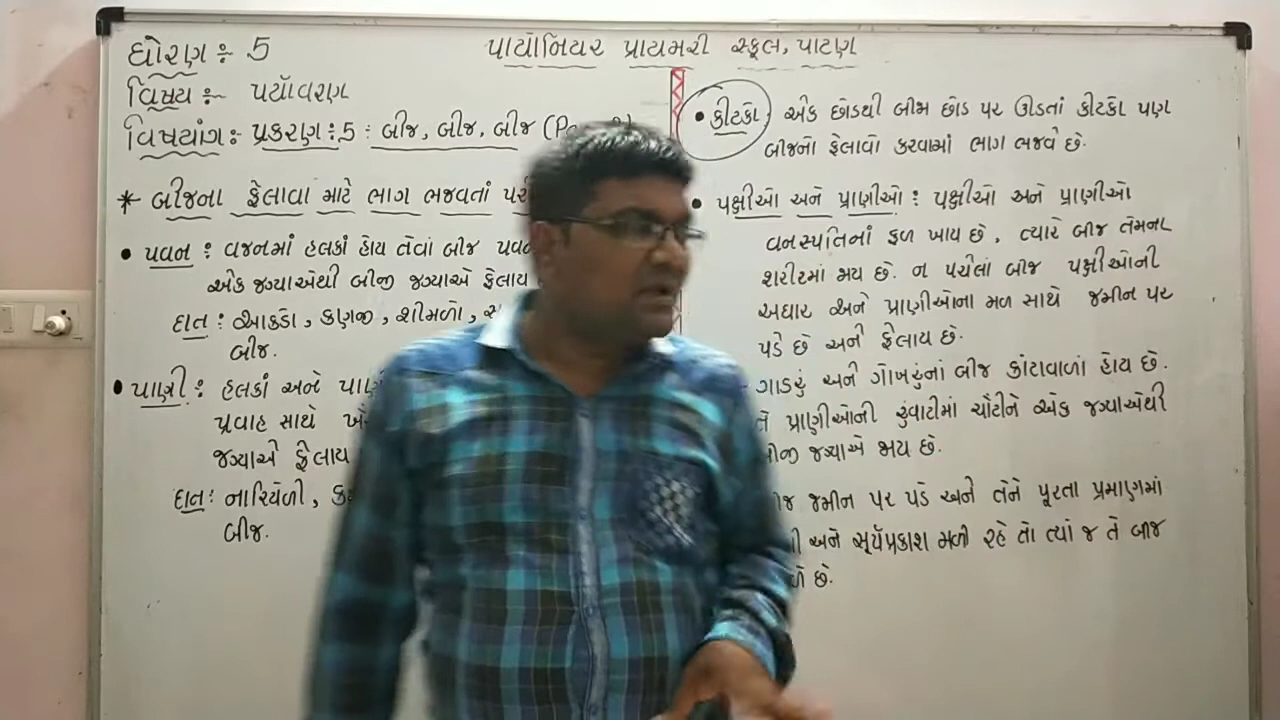 ધોરણ : 5
પાયોનિયર પ્રાયમરી સ્કૂલ, પાટણ
વિષય :- પર્યાવરણ
વિષયાંગ : પ્રકરણ : 5 : બીજ, બીજ, બીજ
* બીજના ફેલાવા માટે ભાગ ભજવતાં
• પવન : વજનમાં હલકાં હોય તેવાં બીજ
એક જગ્યાએથી બીજી જગ્યાએ ફેલાય
દા.ત : આકડો, કણજી, શીમળો,
બીજ.
• પાણી : હલકાં અને
પ્રવાહ સાથે
જગ્યાએ ફેલાય
દા.ત : નારિયેળી,
બીજ.
• કીટકો : એક છોડથી બીજા છોડ પર ઊડતાં કીટકો પણ
બીજનો ફેલાવો કરવામાં ભાગ ભજવે છે.
• પક્ષીઓ અને પ્રાણીઓ : પક્ષીઓ અને પ્રાણીઓ
વનસ્પતિનાં ફળ ખાય છે, ત્યારે બીજ તેમના
શરીરમાં જાય છે. ન પચેલાં બીજ પક્ષીઓની
અઘાર અને પ્રાણીઓના મળ સાથે જમીન પર
પડે છે અને ફેલાય છે.
ગાડરું અને ગોખરુંનાં બીજ કાંટાવાળાં હોય છે.
તે પ્રાણીઓની રુંવાટીમાં ચોંટીને એક જગ્યાએથી
બીજી જગ્યાએ જાય છે.
જમીન પર પડે અને તેને પૂરતા પ્રમાણમાં
અને સૂર્યપ્રકાશ મળી રહે તો ત્યાં જ તે બીજ
છે.